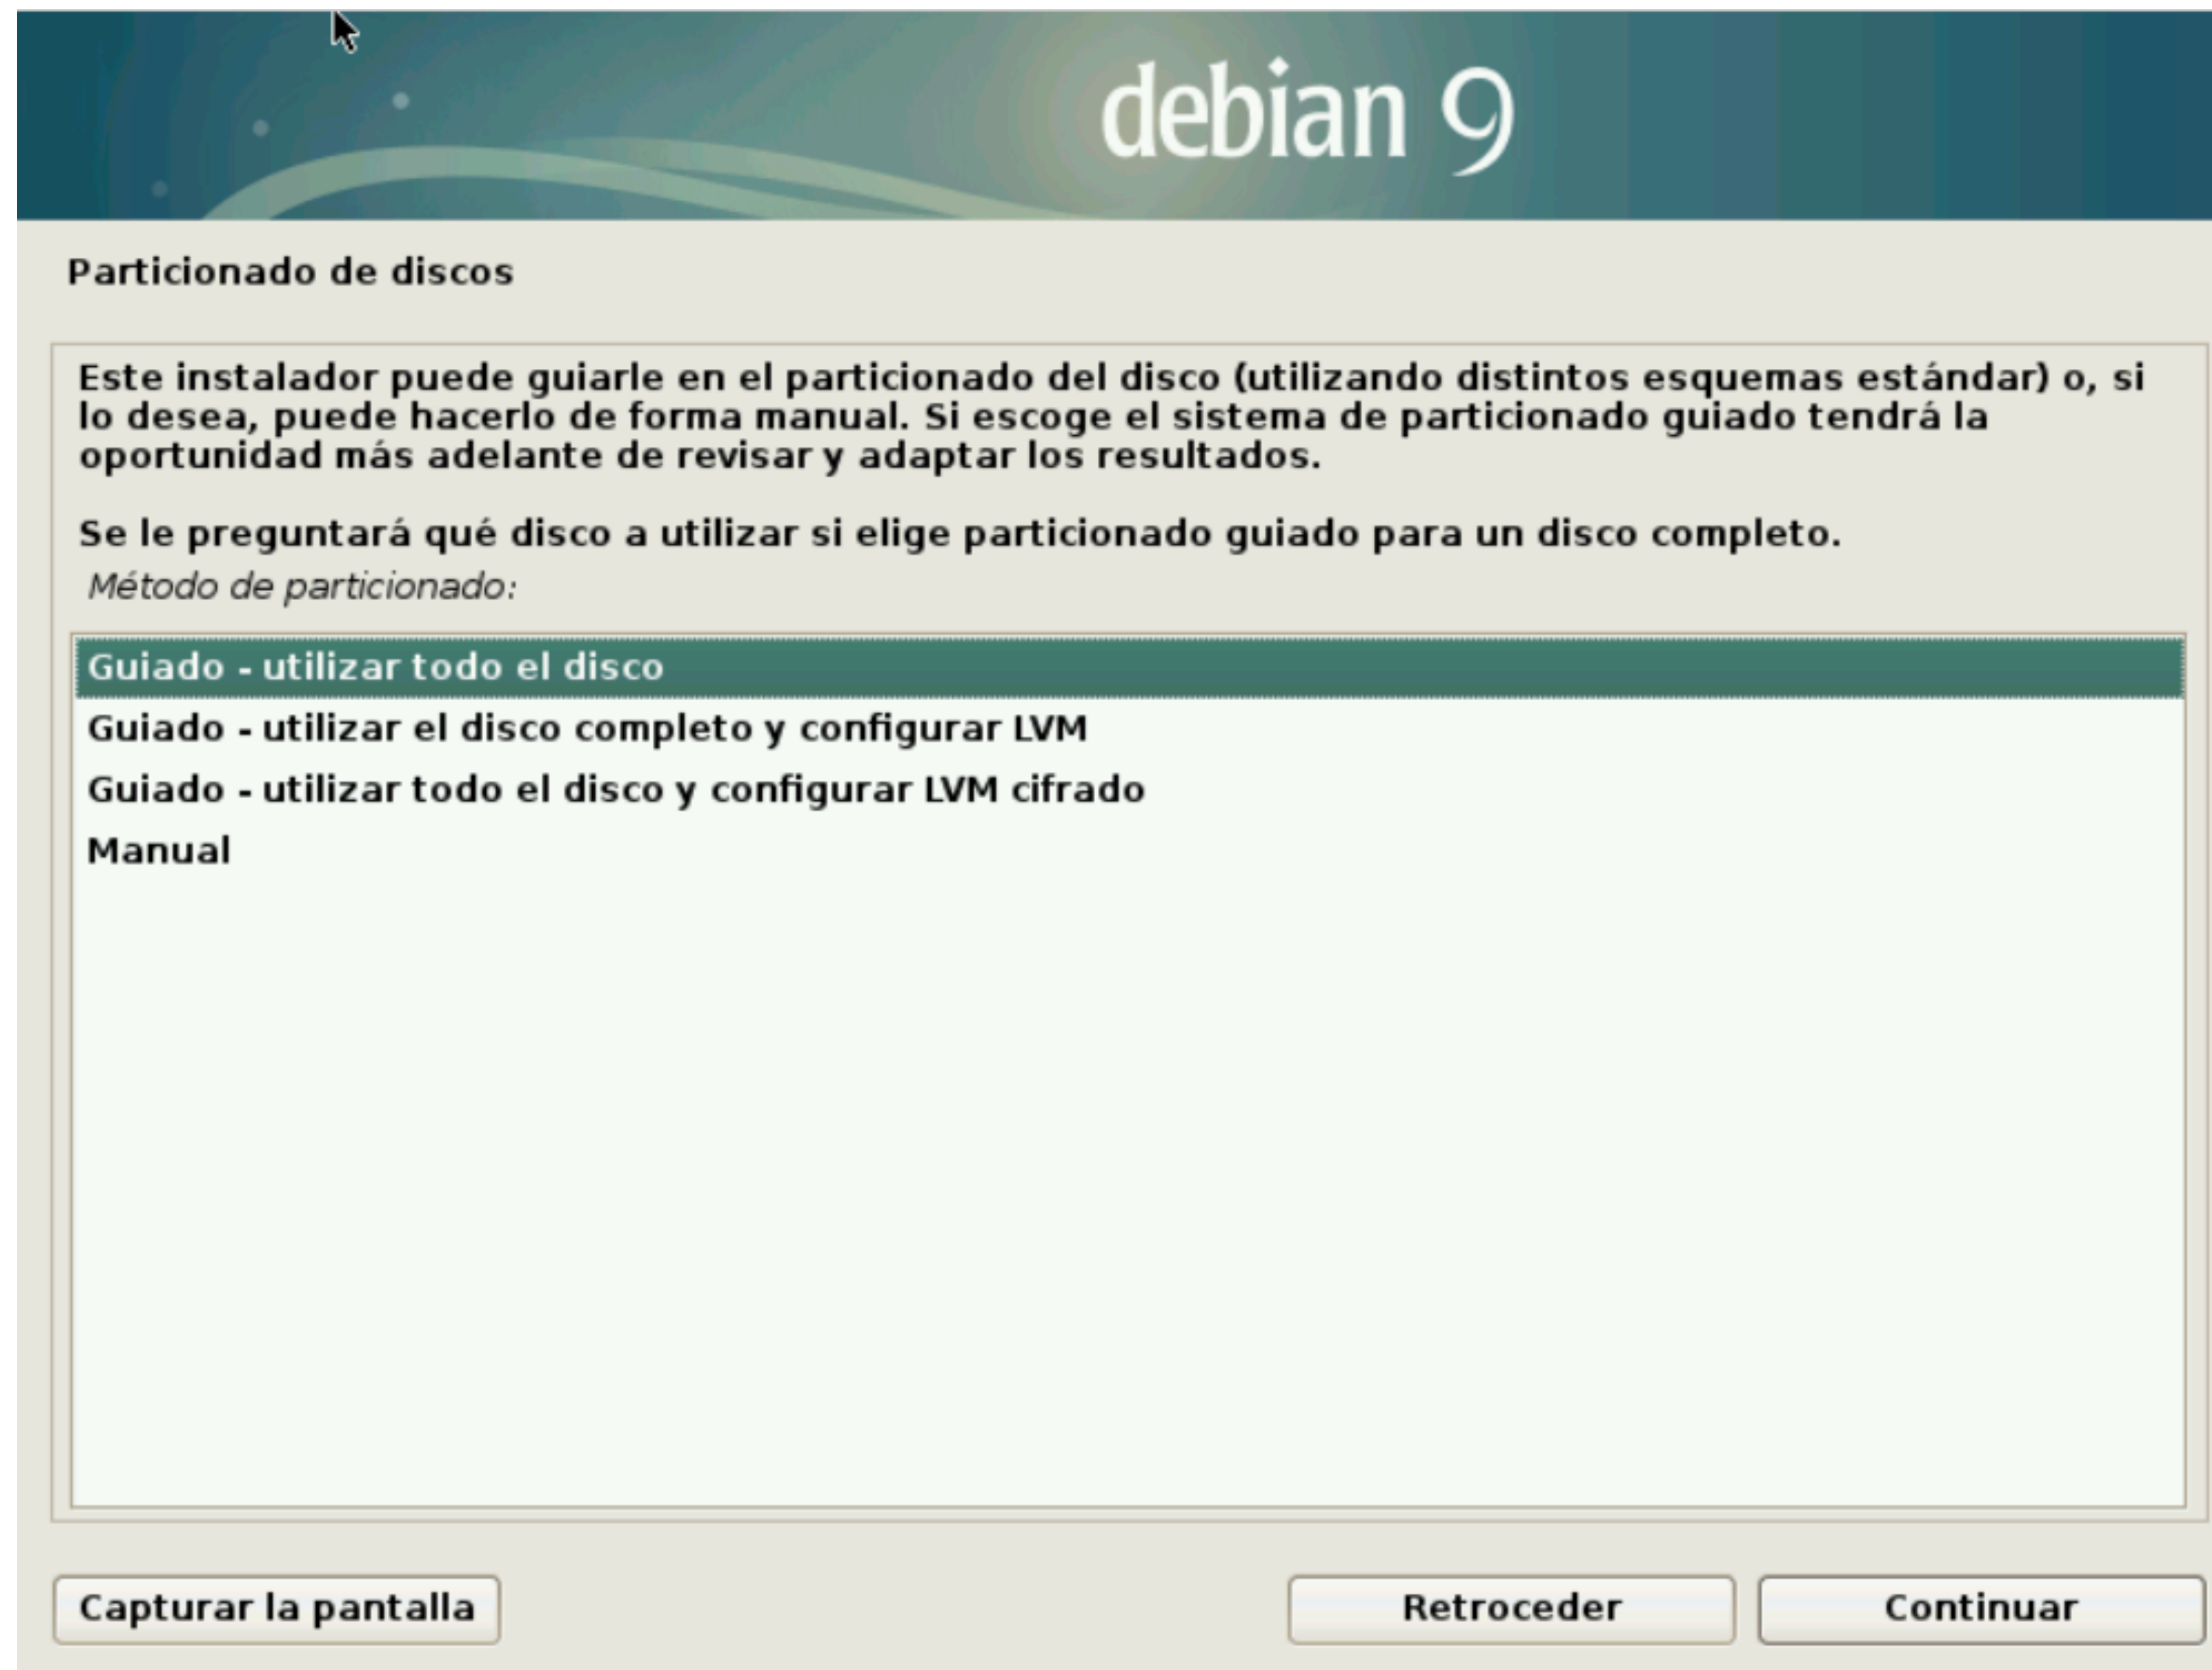 debian 9
Particionado de discos
Este instalador puede guiarle en el particionado del disco (utilizando distintos esquemas estándar) o, si
lo desea, puede hacerlo de forma manual. Si escoge el sistema de particionado guiado tendrá la
oportunidad más adelante de revisar y adaptar los resultados.
Se le preguntará qué disco a utilizar si elige particionado guiado para un disco completo.
Método de particionado:
Guiado - utilizar todo el disco
Guiado - utilizar el disco completo y configurar LVM
Guiado - utilizar todo el disco y configurar LVM cifrado
Manual
Capturar la pantalla
Retroceder
Continuar